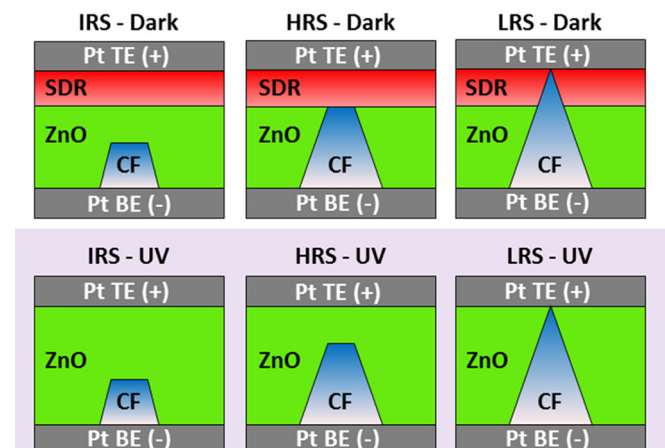 IRS - Dark
HRS - Dark
LRS - Dark
Pt TE (+)
Pt TE (+)
Pt TE (+)
SDR
SDR
SDR
ZnO
ZnO
ZnO
CF
CF
CF
Pt BE (-)
Pt BE (-)
Pt BE (-)
IRS - UV
HRS - UV
LRS - UV
Pt TE (+)
Pt TE (+)
Pt TE (+)
ZnO
ZnO
ZnO
CF
CF
CF
Pt BE (-)
Pt BE (-)
Pt BE (-)